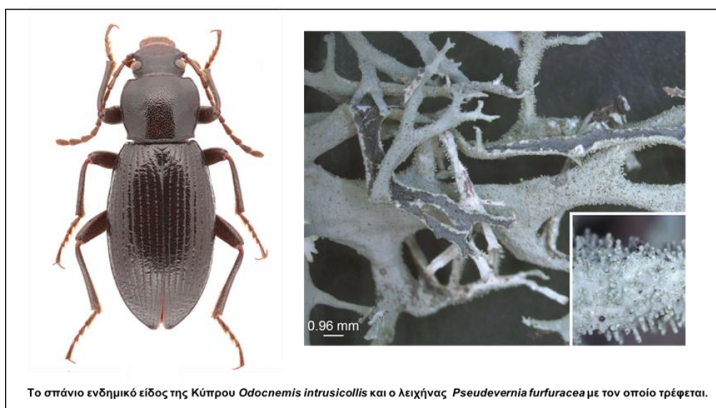 0.96 mm
Το σπάνιο ενδημικό είδος της Κύπρου Odocnemis intrusicollis και ο λειχήνας Pseudevernia furfuracea με τον οποίο τρέφεται.